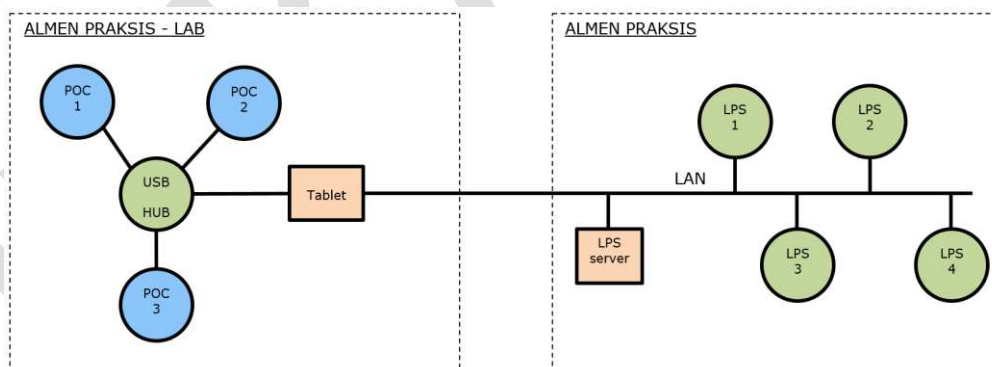 ALMEN PRAKSIS - LAB
POC
1
POC
2
USB
HUB
Tablet
POC
3
ALMEN PRAKSIS
LPS
1
LPS
2
LAN
LPS
server
LPS
3
LPS
4